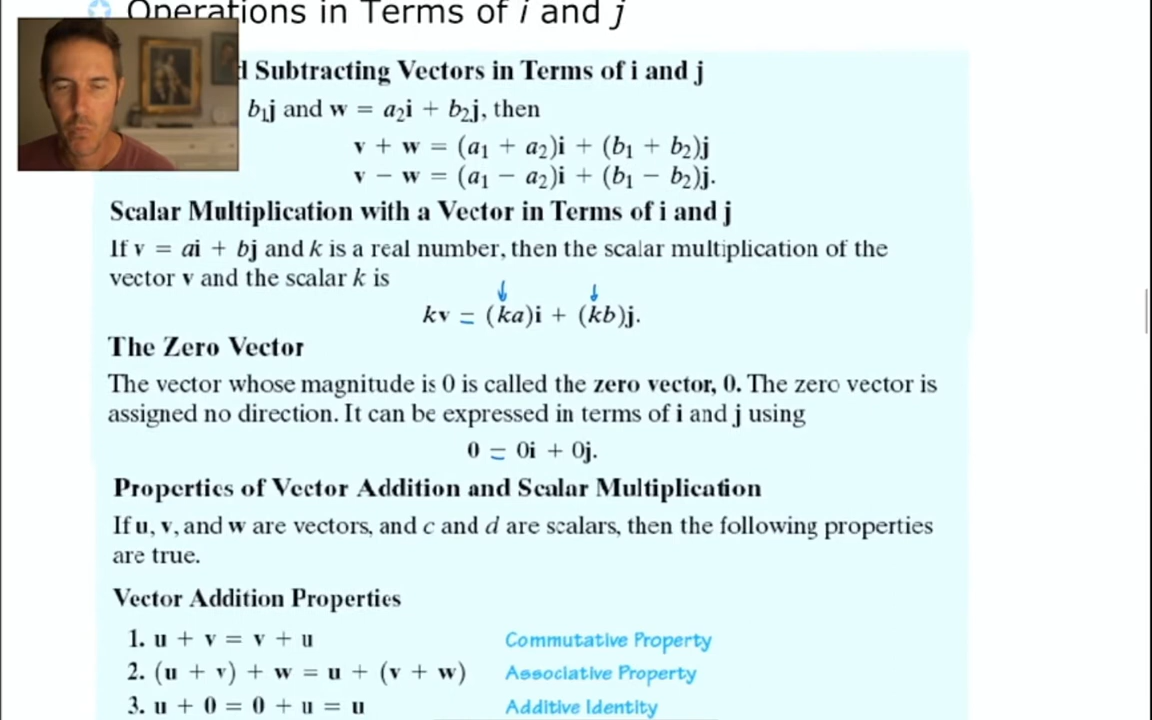 Operations in Terms of i and j
d Subtracting Vectors in Terms of i and j
b₁j and w = a₂i + b₂j, then
v + w = (a₁ + a₂)i + (b₁ + b₂)j
v − w = (a₁ − a₂)i + (b₁ − b₂)j.
Scalar Multiplication with a Vector in Terms of i and j
If v = ai + bj and k is a real number, then the scalar multiplication of the
vector v and the scalar k is
kv = (ka)i + (kb)j.
The Zero Vector
The vector whose magnitude is 0 is called the zero vector, 0. The zero vector is
assigned no direction. It can be expressed in terms of i and j using
0 = 0i + 0j.
Properties of Vector Addition and Scalar Multiplication
If u, v, and w are vectors, and c and d are scalars, then the following properties
are true.
Vector Addition Properties
1. u + v = v + u Commutative Property
2. (u + v) + w = u + (v + w) Associative Property
3. u + 0 = 0 + u = u Additive Identity